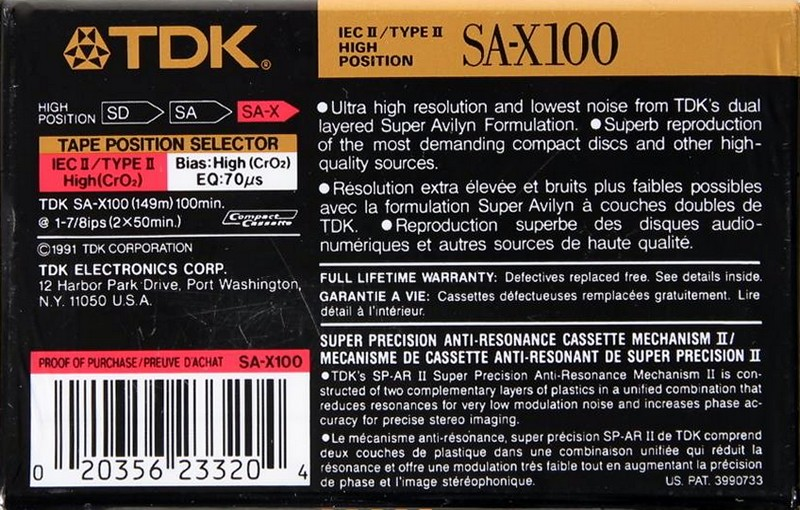 TDK®
IEC II/TYPE II
HIGH
POSITION
SA-X100
HIGH
POSITION
SD
SA
SA-X
TAPE POSITION SELECTOR
IEC II/TYPE II
High(CrO₂)
Bias:High (CrO₂)
EQ:70μs
TDK SA-X100 (149m) 100min.
@ 1-7/8ips (2×50min.)
Compact
Cassette
©1991 TDK CORPORATION
TDK ELECTRONICS CORP.
12 Harbor Park Drive, Port Washington,
N.Y. 11050 U.S.A.
PROOF OF PURCHASE/PREUVE D'ACHAT SA-X100
0 20356 23320 4
●Ultra high resolution and lowest noise from TDK's dual
layered Super Avilyn Formulation. ●Superb reproduction
of the most demanding compact discs and other high-
quality sources.
●Résolution extra élevée et bruits plus faibles possibles
avec la formulation Super Avilyn à couches doubles de
TDK. ●Reproduction superbe des disques audio-
numériques et autres sources de haute qualité.
FULL LIFETIME WARRANTY: Defectives replaced free. See details inside.
GARANTIE A VIE: Cassettes défectueuses remplacées gratuitement. Lire
détail à l'intérieur.
SUPER PRECISION ANTI-RESONANCE CASSETTE MECHANISM II/
MECANISME DE CASSETTE ANTI-RESONANT DE SUPER PRECISION II
●TDK's SP-AR II Super Precision Anti-Resonance Mechanism II is con-
structed of two complementary layers of plastics in a unified combination that
reduces resonances for very low modulation noise and increases phase ac-
curacy for precise stereo imaging.
●Le mécanisme anti-résonance, super précision SP-AR II de TDK comprend
deux couches de plastique dans une combinaison unifiée qui réduit la
résonance et offre une modulation très faible tout en augmentant la précision
de phase et l'image stéréophonique.
US. PAT. 3990733